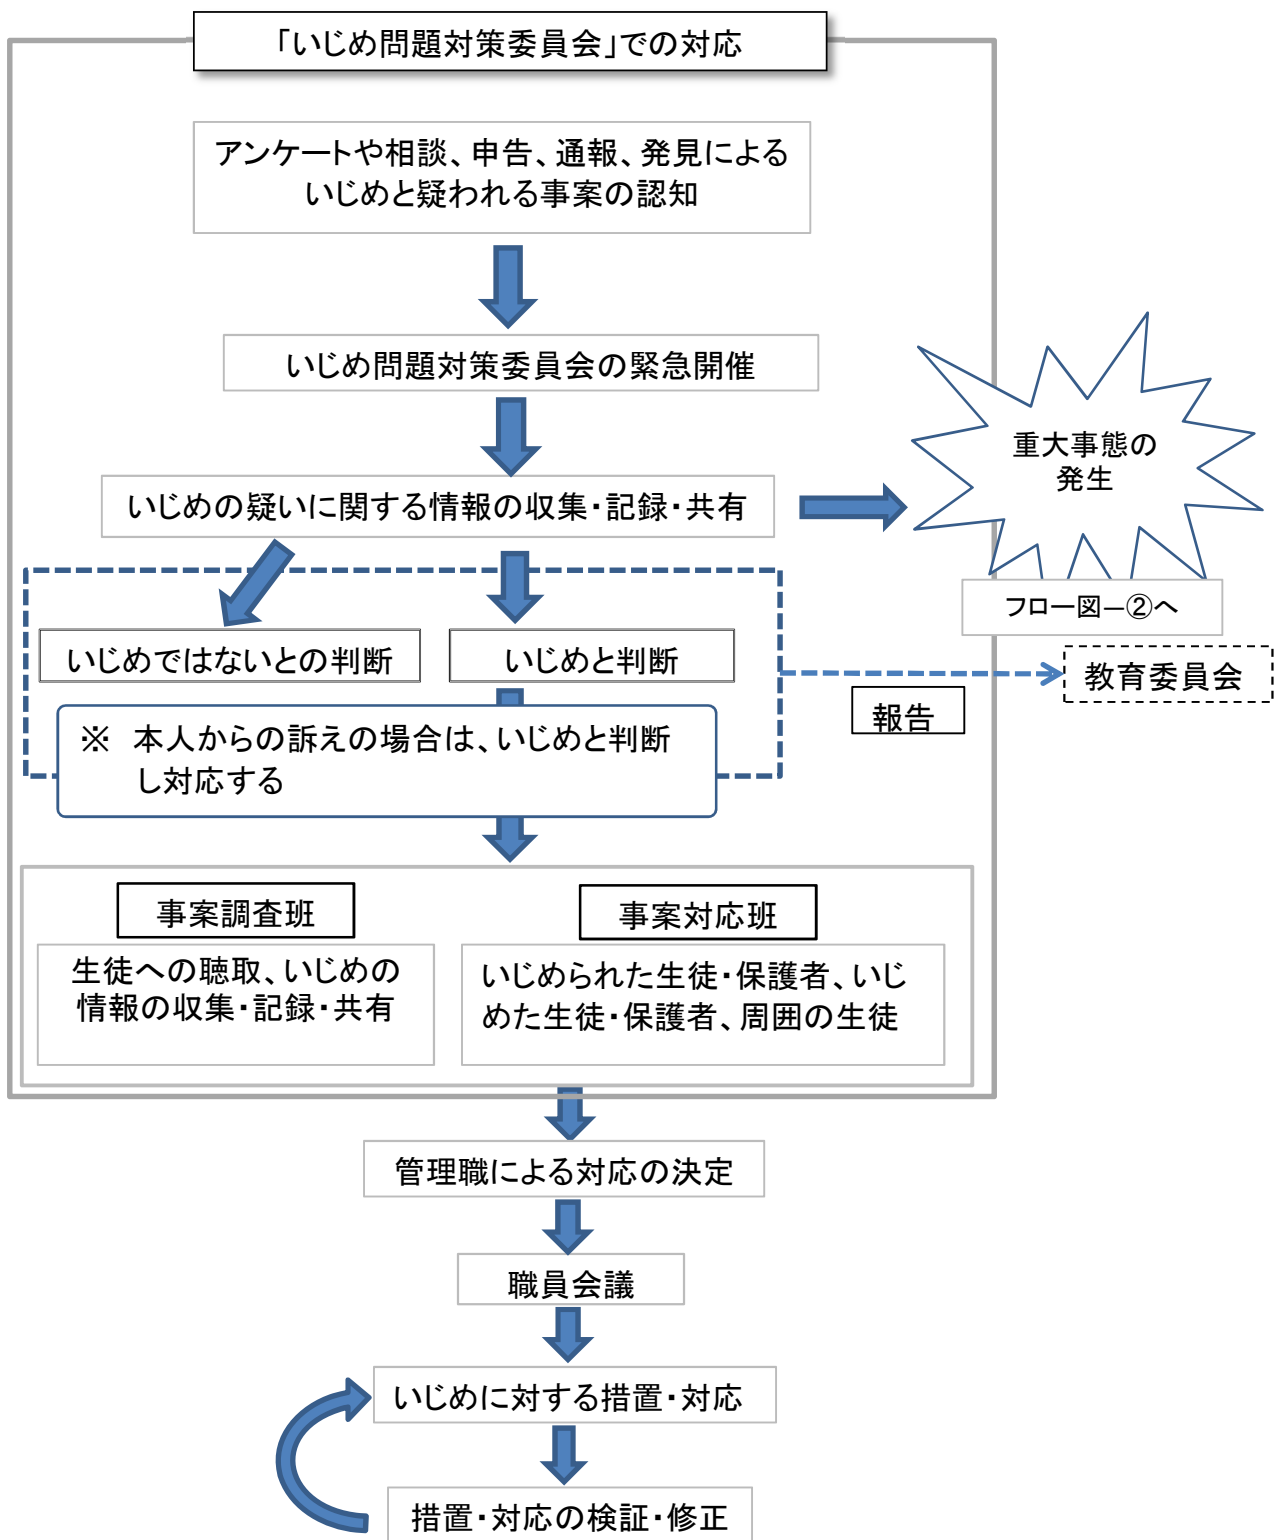 「いじめ問題対策委員会」での対応
アンケートや相談、申告、通報、発見による
いじめと疑われる事案の認知
いじめ問題対策委員会の緊急開催
重大事態の
発生
いじめの疑いに関する情報の収集・記録・共有
フロー図―②へ
いじめではないとの判断
いじめと判断
教育委員会
報告
※ 本人からの訴えの場合は、いじめと判断
し対応する
事案調査班
事案対応班
生徒への聴取、いじめの
情報の収集・記録・共有
いじめられた生徒・保護者、いじ
めた生徒・保護者、周囲の生徒
管理職による対応の決定
職員会議
いじめに対する措置・対応
措置・対応の検証・修正